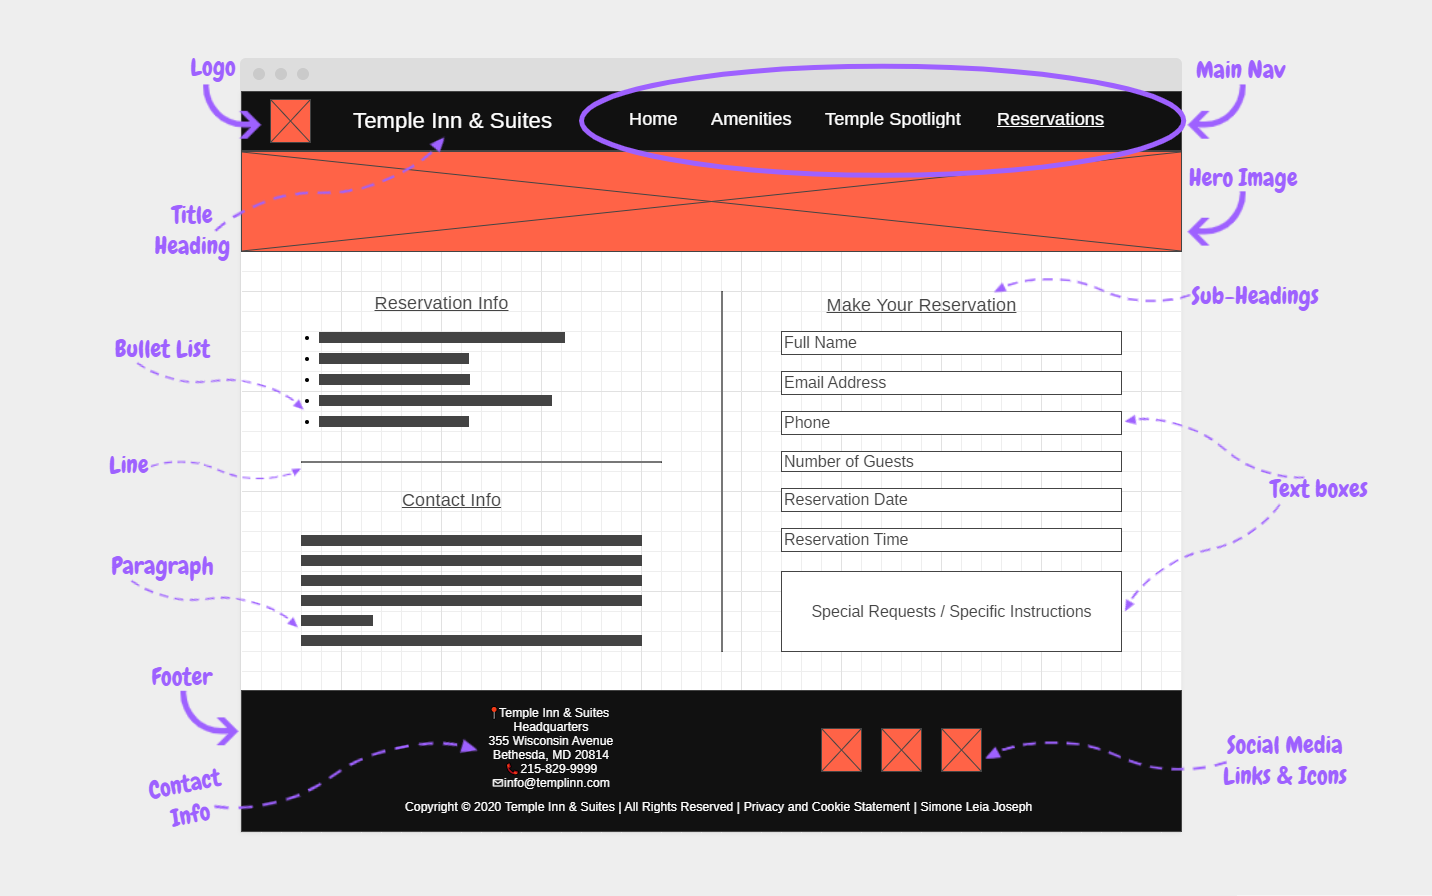 Logo
Main Nav
Temple Inn & Suites
Home
Amenities
Temple Spotlight
Reservations
Hero Image
Title
Heading
Sub-Headings
Reservation Info
Bullet List
Line
Contact Info
Paragraph
Make Your Reservation
Full Name
Email Address
Phone
Number of Guests
Reservation Date
Reservation Time
Special Requests / Specific Instructions
Text boxes
Footer
Contact
Info
📍Temple Inn & Suites
Headquarters
355 Wisconsin Avenue
Bethesda, MD 20814
📞215-829-9999
✉info@templinn.com
Social Media
Links & Icons
Copyright © 2020 Temple Inn & Suites | All Rights Reserved | Privacy and Cookie Statement | Simone Leia Joseph